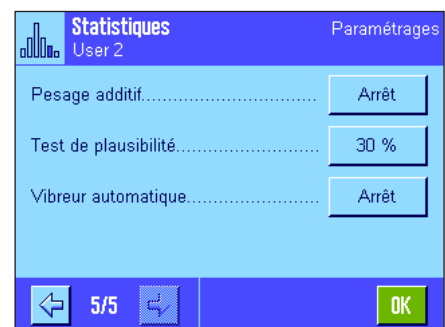 Statistiques
Paramétrages
User 2
Pesage additif................................ Arrêt
Test de plausibilité.......................... 30 %
Vibreur automatique........................ Arrêt
5/5
OK